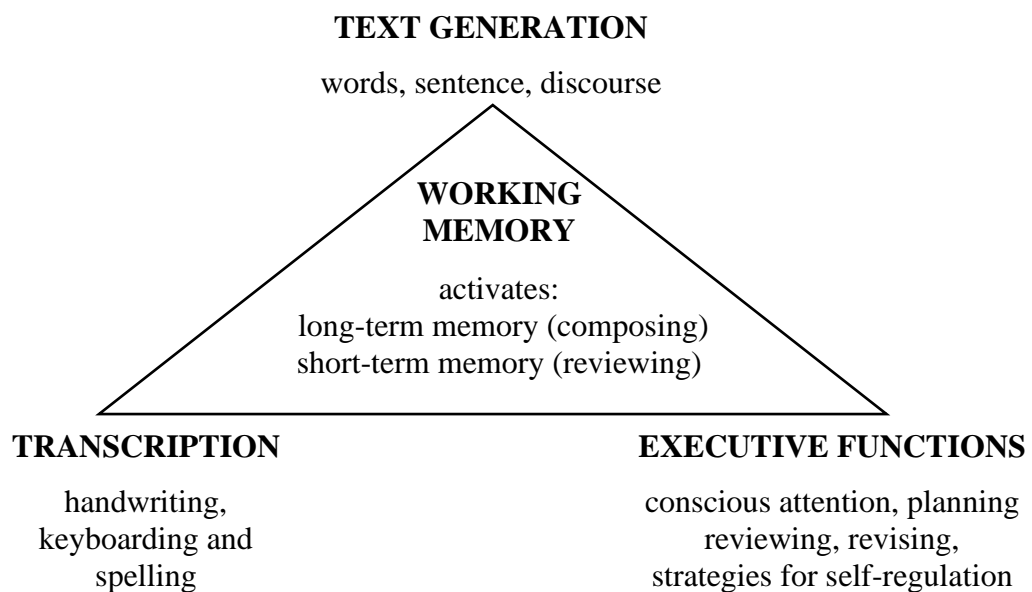 TEXT GENERATION
words, sentence, discourse
WORKING
MEMORY
activates:
long-term memory (composing)
short-term memory (reviewing)
TRANSCRIPTION
handwriting,
keyboarding and
spelling
EXECUTIVE FUNCTIONS
conscious attention, planning
reviewing, revising,
strategies for self-regulation